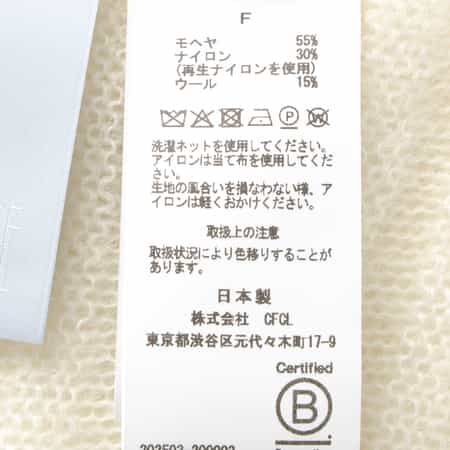 F
モヘヤ 55%
ナイロン 30%
(再生ナイロンを使用)
ウール 15%
P W
洗濯ネットを使用してください。
アイロンは当て布を使用してくださ
い。
生地の風合いを損なわない様、ア
イロンは軽くおかけください。
取扱上の注意
取扱状況により色移りすることが
あります。
日本製
株式会社 CFCL
東京都渋谷区元代々木町17-9
Certified
B